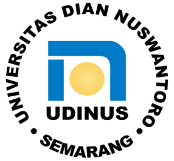 UNIVERSITAS DIAN NUSWANTORO
UDINUS
• SEMARANG •